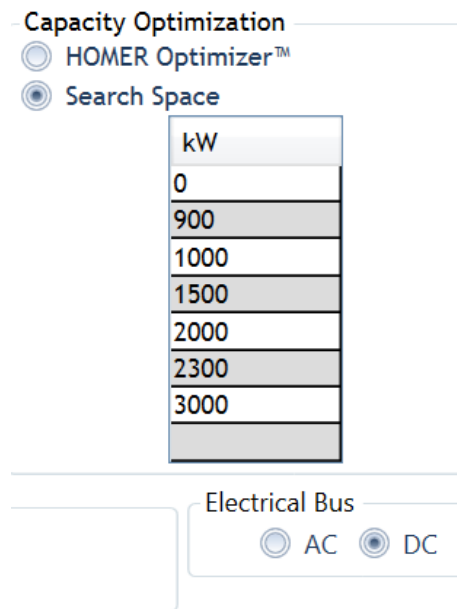 Capacity Optimization
HOMER Optimizer™
Search Space
kW
0
900
1000
1500
2000
2300
3000
Electrical Bus
AC DC